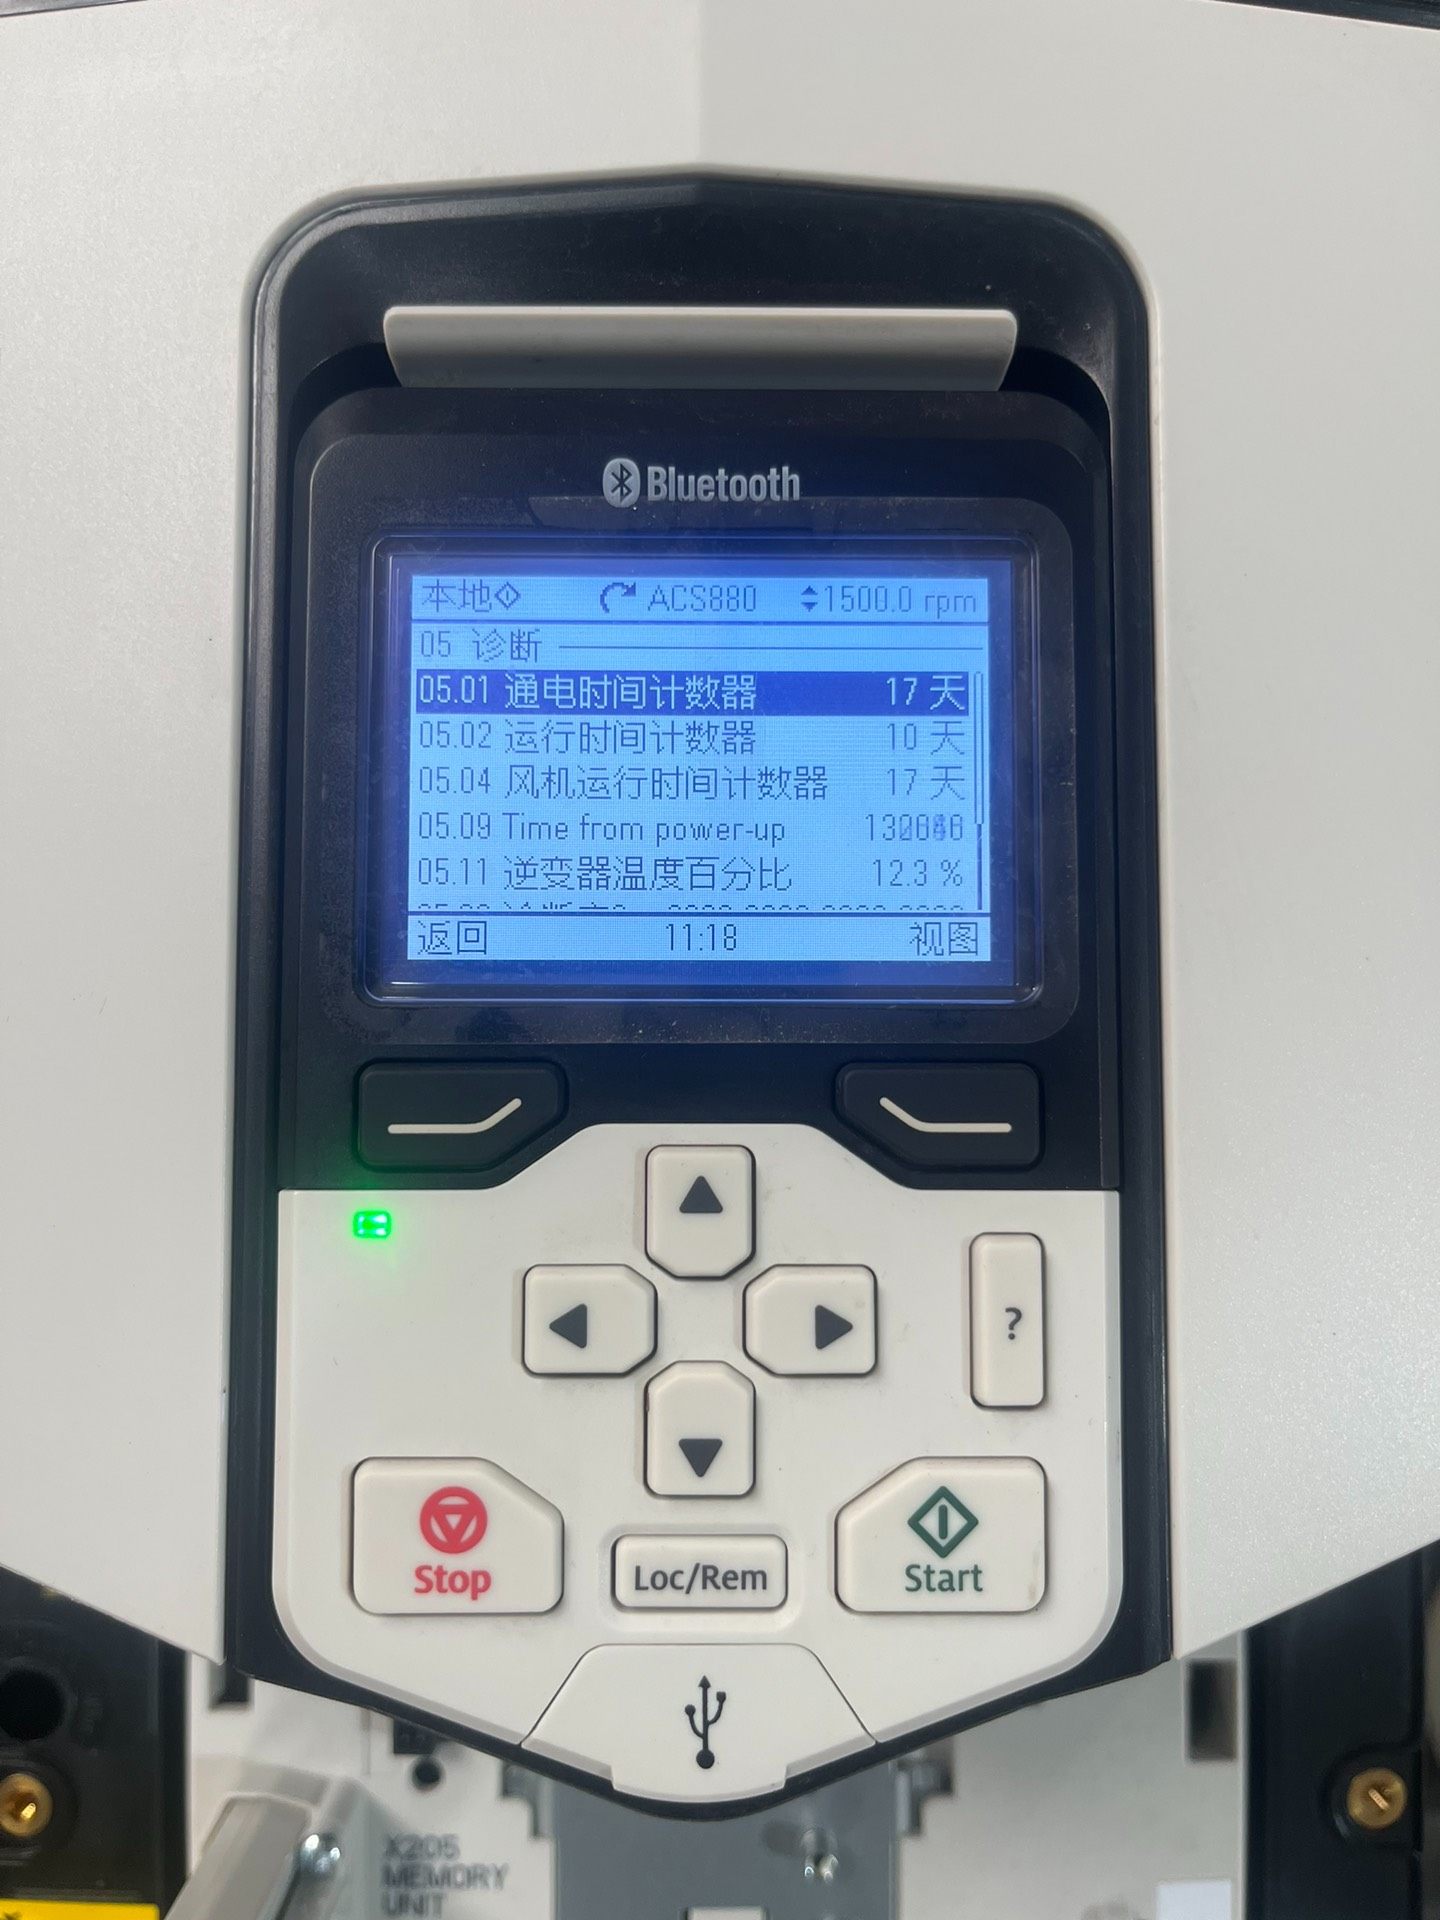 Bluetooth
本地 ACS880 1500.0 rpm
05 诊断
05.01 通电时间计数器 17 天
05.02 运行时间计数器 10 天
05.04 风机运行时间计数器 17 天
05.09 Time from power-up
05.11 逆变器温度百分比 12.3 %
返回 11:18 视图
?
Stop
Loc/Rem
Start
X205
MEMORY
UNIT